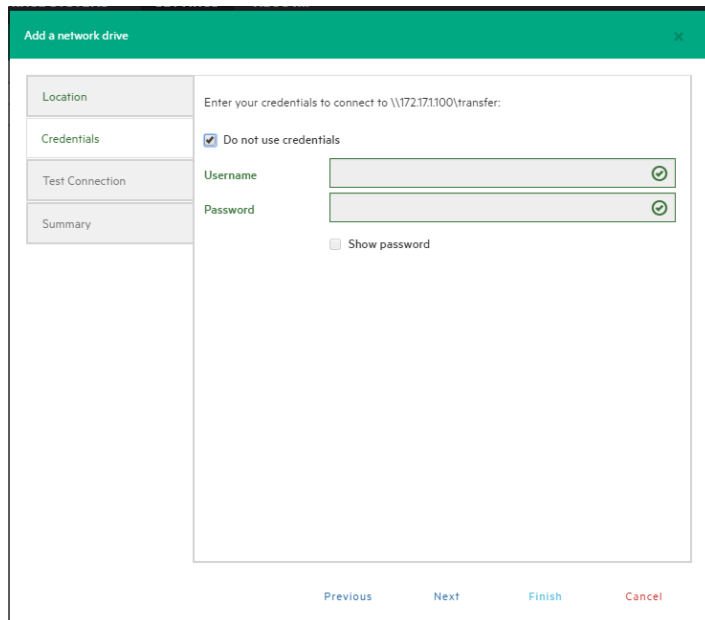 Add a network drive
Location
Credentials
Test Connection
Summary
Enter your credentials to connect to \\172.17.1.100\transfer:
Do not use credentials
Username
Password
Show password
Previous
Next
Finish
Cancel